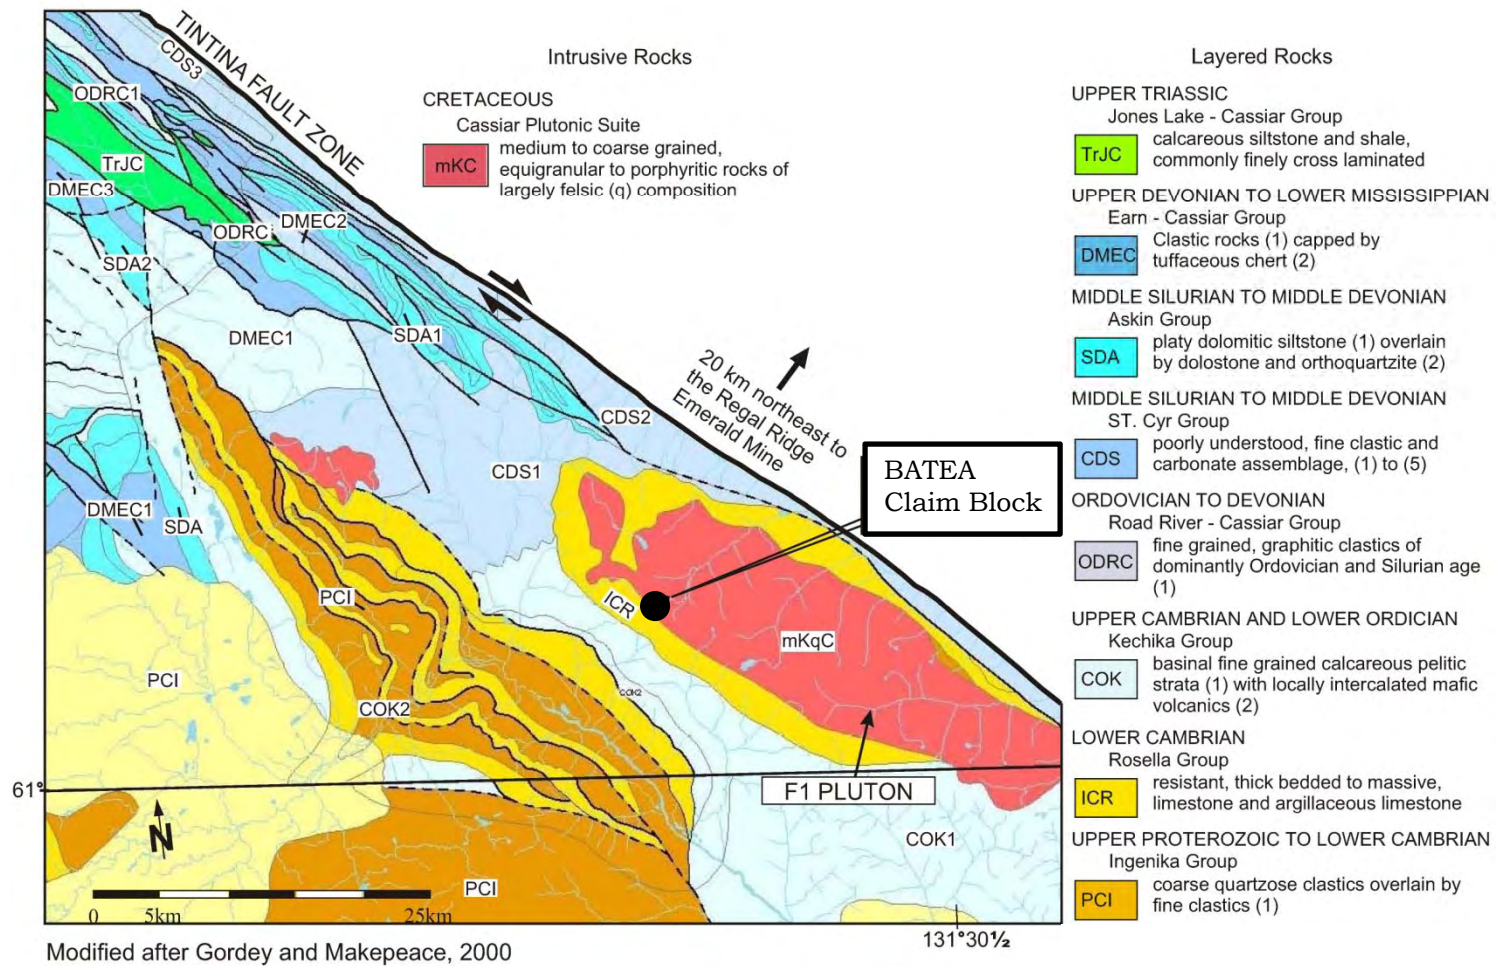 TINTINA FAULT ZONE
CDS3
ODRC1
TrJC
DMEC3
ODRC
DMEC2
SDA2
DMEC1
SDA1
CDS2
CDS1
DMEC1
SDA
PCI
PCI
COK2
COK2
ICR
mKqC
COK1
PCI
20 km northeast to
the Regal Ridge
Emerald Mine
BATEA
Claim Block
F1 PLUTON
61°
N
0 5km 25km
131°30½
Modified after Gordey and Makepeace, 2000
Intrusive Rocks
CRETACEOUS
Cassiar Plutonic Suite
mKC
medium to coarse grained,
equigranular to porphyritic rocks of
largely felsic (q) composition
Layered Rocks
UPPER TRIASSIC
Jones Lake - Cassiar Group
TrJC
calcareous siltstone and shale,
commonly finely cross laminated
UPPER DEVONIAN TO LOWER MISSISSIPPIAN
Earn - Cassiar Group
DMEC
Clastic rocks (1) capped by
tuffaceous chert (2)
MIDDLE SILURIAN TO MIDDLE DEVONIAN
Askin Group
SDA
platy dolomitic siltstone (1) overlain
by dolostone and orthoquartzite (2)
MIDDLE SILURIAN TO MIDDLE DEVONIAN
ST. Cyr Group
CDS
poorly understood, fine clastic and
carbonate assemblage, (1) to (5)
ORDOVICIAN TO DEVONIAN
Road River - Cassiar Group
ODRC
fine grained, graphitic clastics of
dominantly Ordovician and Silurian age
(1)
UPPER CAMBRIAN AND LOWER ORDICIAN
Kechika Group
COK
basinal fine grained calcareous pelitic
strata (1) with locally intercalated mafic
volcanics (2)
LOWER CAMBRIAN
Rosella Group
ICR
resistant, thick bedded to massive,
limestone and argillaceous limestone
UPPER PROTEROZOIC TO LOWER CAMBRIAN
Ingenika Group
PCI
coarse quartzose clastics overlain by
fine clastics (1)